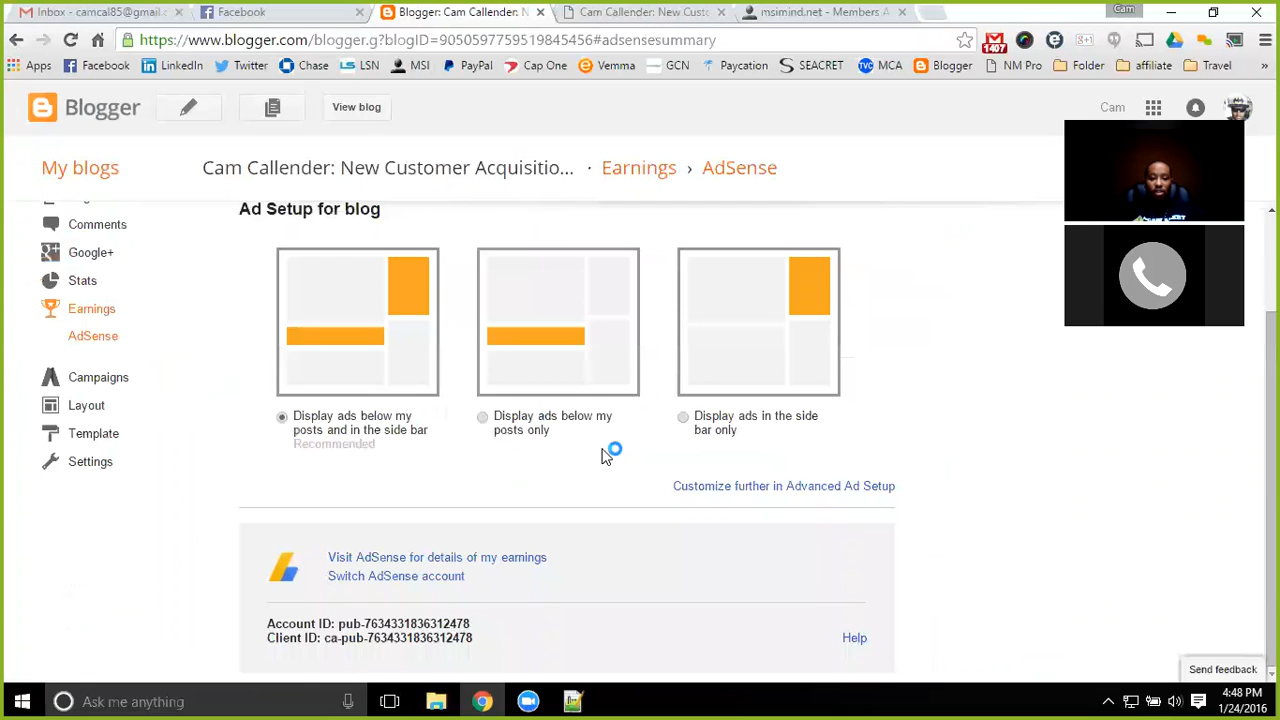 Inbox - camcal85@gmail.c
Facebook
Blogger: Cam Callender: N
Cam Callender: New Custom
msimind.net - Members A
Cam
https://www.blogger.com/blogger.g?blogID=9050597759519845456#adsensesummary
1407
Apps
Facebook
LinkedIn
Twitter
Chase
LSN
MSI
PayPal
Cap One
Vemma
GCN
Paycation
SEACRET
MCA
Blogger
NM Pro
Folder
affiliate
Travel
»
Blogger
View blog
Cam
My blogs
Cam Callender: New Customer Acquisitio... · Earnings › AdSense
Ad Setup for blog
Comments
Google+
Stats
Earnings
AdSense
Campaigns
Layout
Template
Settings
Display ads below my
posts and in the side bar
Recommended
Display ads below my
posts only
Display ads in the side
bar only
Customize further in Advanced Ad Setup
Visit AdSense for details of my earnings
Switch AdSense account
Account ID: pub-7634331836312478
Client ID: ca-pub-7634331836312478
Help
Send feedback
Ask me anything
4:48 PM
1/24/2016